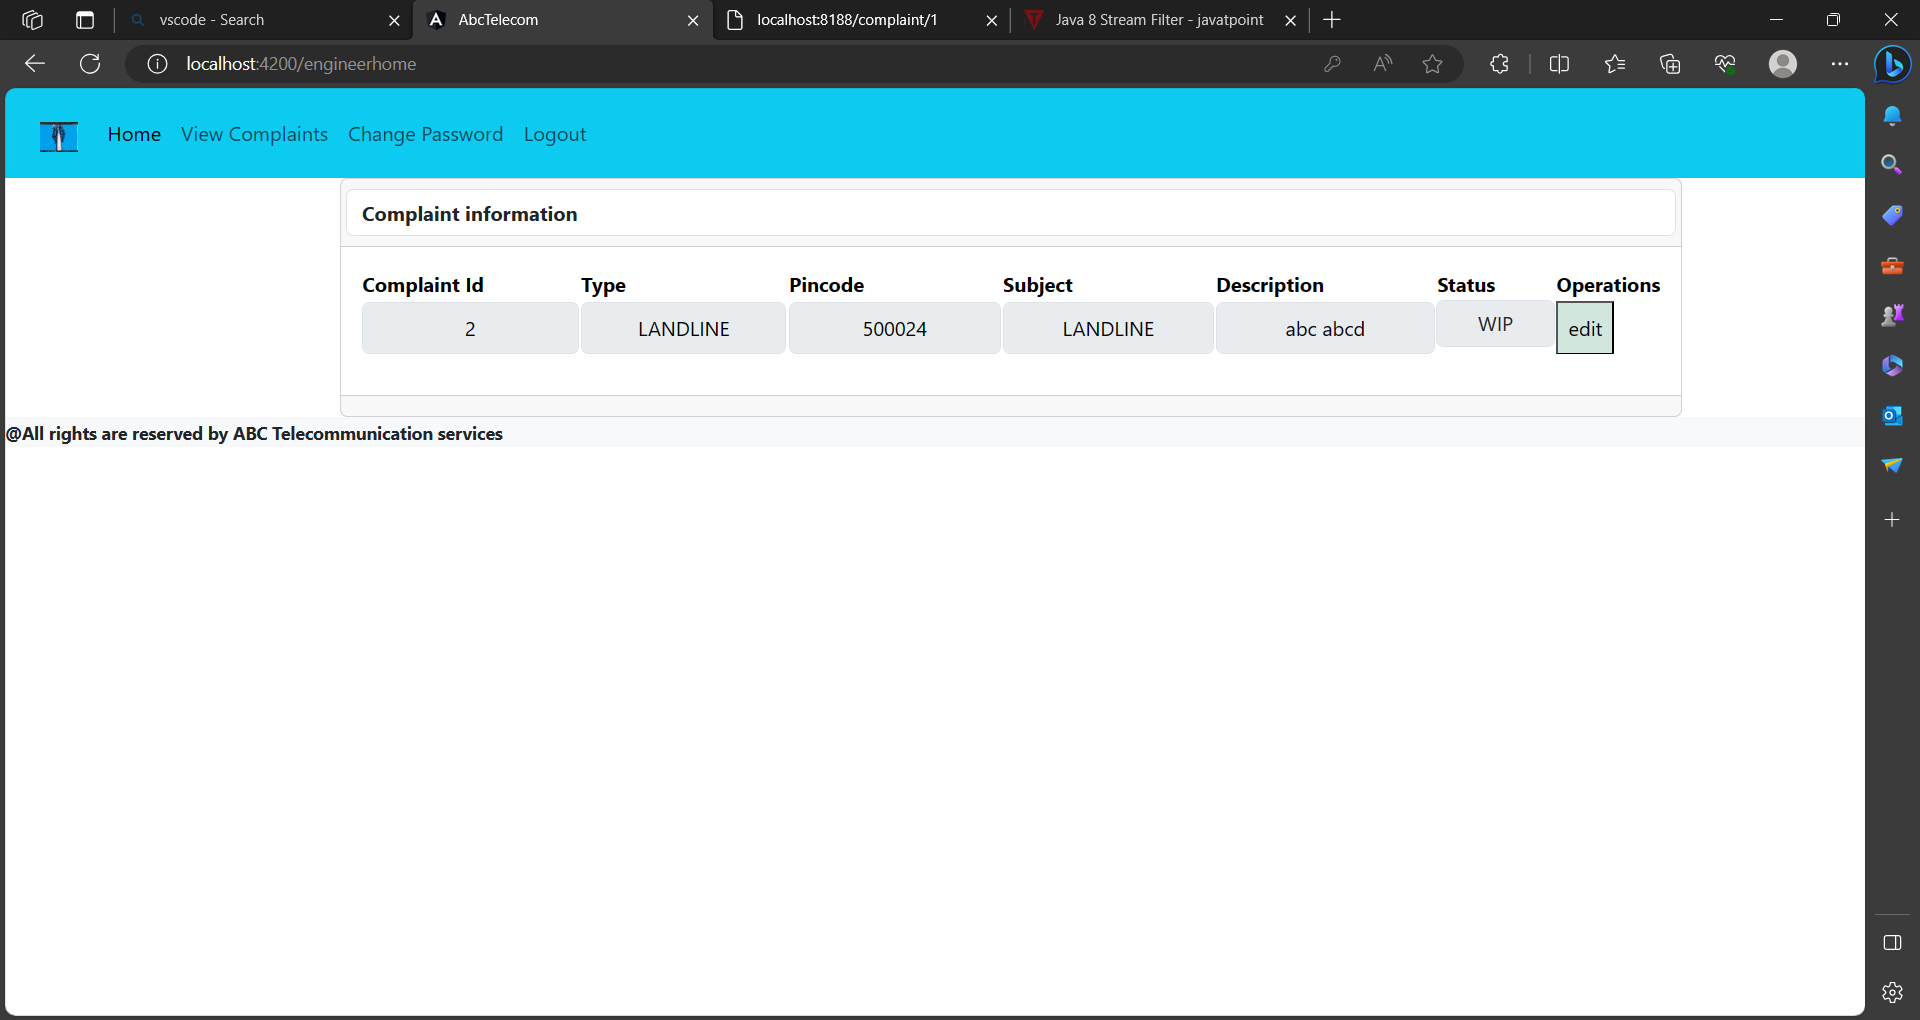 vscode - Search
AbcTelecom
localhost:8188/complaint/1
Java 8 Stream Filter - javatpoint
localhost:4200/engineerhome
Home View Complaints Change Password Logout
Complaint information
Complaint Id Type Pincode Subject Description Status Operations
2 LANDLINE 500024 LANDLINE abc abcd WIP edit
@All rights are reserved by ABC Telecommunication services